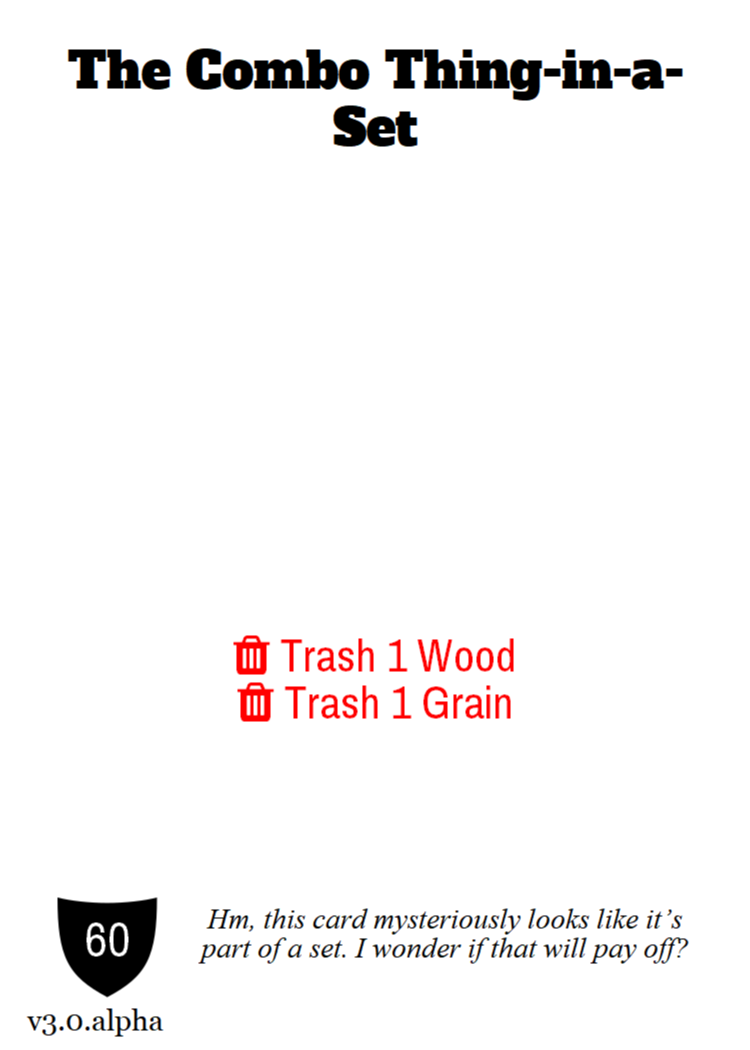 The Combo Thing-in-a-
Set
Trash 1 Wood
Trash 1 Grain
60
Hm, this card mysteriously looks like it’s
part of a set. I wonder if that will pay off?
v3.0.alpha